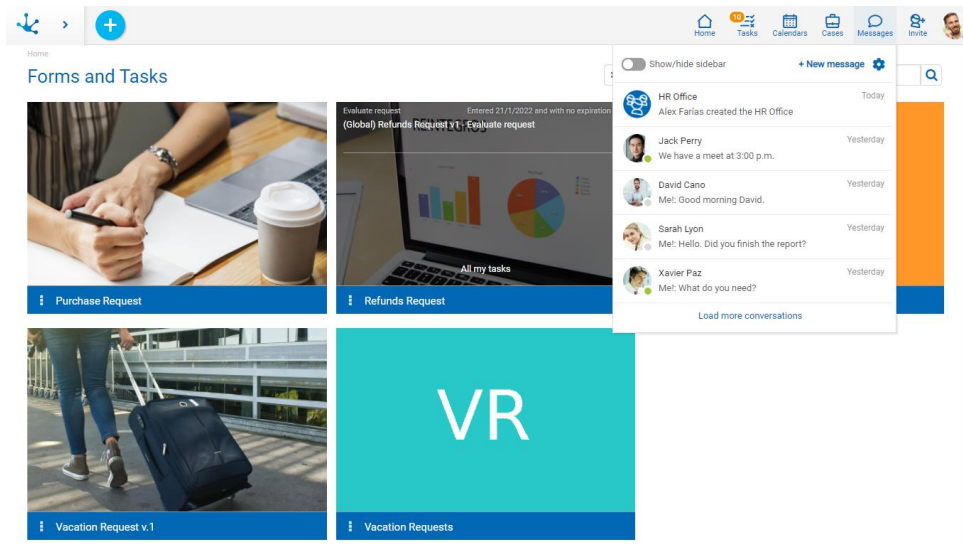 10
Home
Tasks
Calendars
Cases
Messages
Invite
Home
Forms and Tasks
Show/hide sidebar
+ New message
HR Office
Today
Alex Farías created the HR Office
Jack Perry
Yesterday
We have a meet at 3:00 p.m.
David Cano
Yesterday
Me!: Good morning David.
Sarah Lyon
Yesterday
Me!: Hello. Did you finish the report?
Xavier Paz
Yesterday
Me!: What do you need?
Load more conversations
Evaluate request
Entered 21/1/2022 and with no expiration
(Global) Refunds Request v1 - Evaluate request
REINTEGROS
All my tasks
Purchase Request
Refunds Request
VR
Vacation Request v.1
Vacation Requests